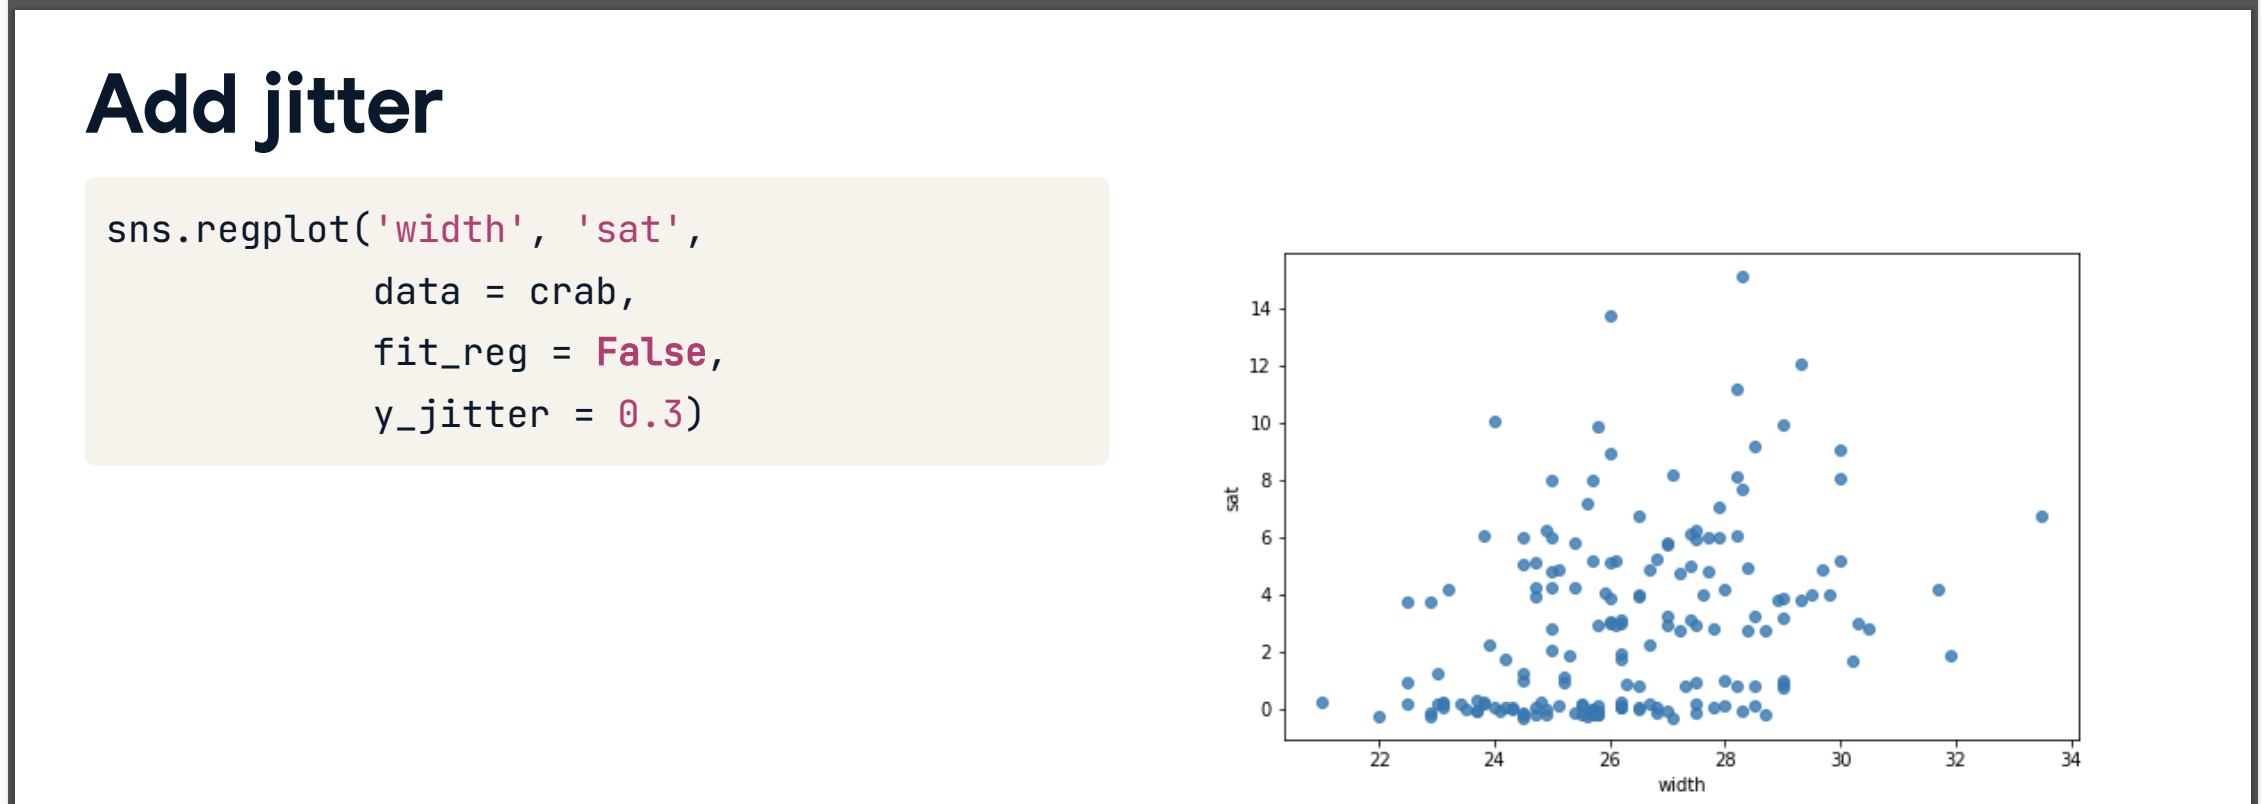 Add jitter
sns.regplot('width', 'sat',
data = crab,
fit_reg = False,
y_jitter = 0.3)
14
12
10
8
6
4
2
0
sat
22 24 26 28 30 32 34
width